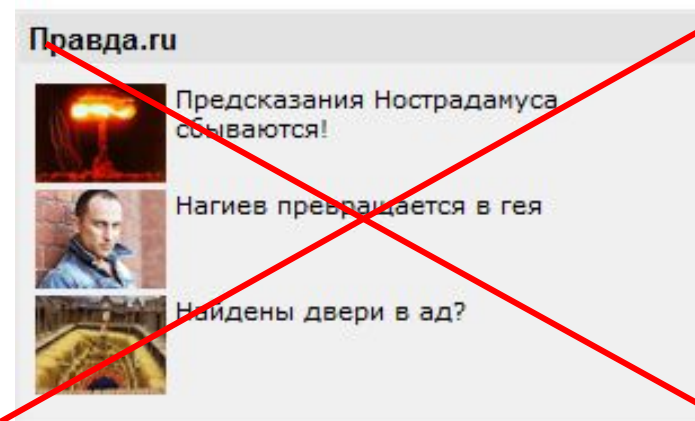 Правда.ru
Предсказания Нострадамуса
сбываются!
Нагиев превращается в гея
Найдены двери в ад?